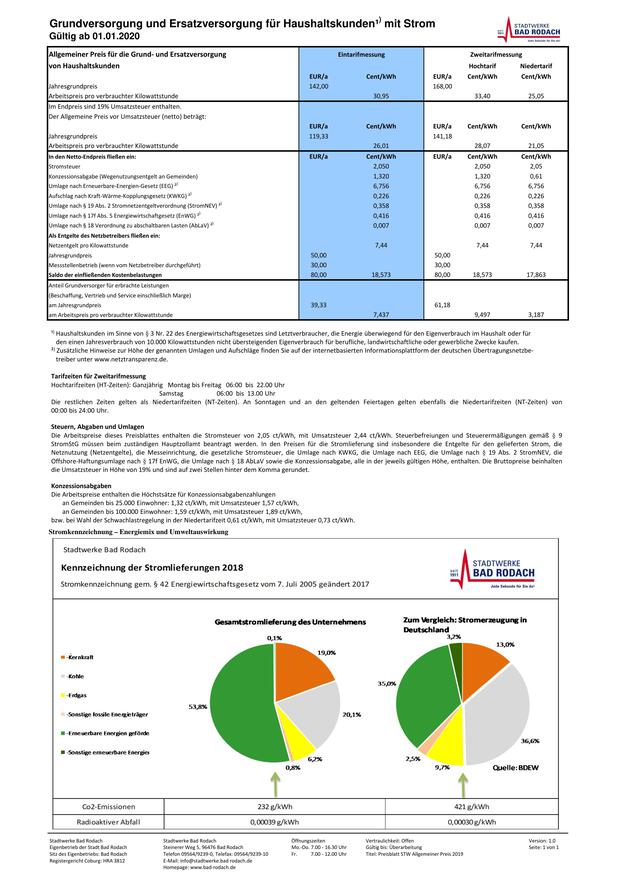 Grundversorgung und Ersatzversorgung für Haushaltskunden¹⁾ mit Strom
Gültig ab 01.01.2020
STADTWERKE
BAD RODACH
Jede Sekunde für Sie da!
Allgemeiner Preis für die Grund- und Ersatzversorgung Eintarifmessung Zweitarifmessung
von Haushaltskunden Hochtarif Niedertarif
EUR/a Cent/kWh EUR/a Cent/kWh Cent/kWh
Jahresgrundpreis 142,00 168,00
Arbeitspreis pro verbrauchter Kilowattstunde 30,95 33,40 25,05
Im Endpreis sind 19% Umsatzsteuer enthalten.
Der Allgemeine Preis vor Umsatzsteuer (netto) beträgt:
EUR/a Cent/kWh EUR/a Cent/kWh Cent/kWh
Jahresgrundpreis 119,33 141,18
Arbeitspreis pro verbrauchter Kilowattstunde 26,01 28,07 21,05
In den Netto-Endpreis fließen ein: EUR/a Cent/kWh EUR/a Cent/kWh Cent/kWh
Stromsteuer 2,050 2,050 2,05
Konzessionsabgabe (Wegenutzungsentgelt an Gemeinden) 1,320 1,320 0,61
Umlage nach Erneuerbare-Energien-Gesetz (EEG) ²⁾ 6,756 6,756 6,756
Aufschlag nach Kraft-Wärme-Kopplungsgesetz (KWKG) ²⁾ 0,226 0,226 0,226
Umlage nach § 19 Abs. 2 Stromnetzentgeltverordnung (StromNEV) ²⁾ 0,358 0,358 0,358
Umlage nach § 17f Abs. 5 Energiewirtschaftsgesetz (EnWG) ²⁾ 0,416 0,416 0,416
Umlage nach § 18 Verordnung zu abschaltbaren Lasten (AbLaV) ²⁾ 0,007 0,007 0,007
Als Entgelte des Netzbetreibers fließen ein:
Netzentgelt pro Kilowattstunde 7,44 7,44 7,44
Jahresgrundpreis 50,00 50,00
Messstellenbetrieb (wenn vom Netzbetreiber durchgeführt) 30,00 30,00
Saldo der einfließenden Kostenbelastungen 80,00 18,573 80,00 18,573 17,863
Anteil Grundversorger für erbrachte Leistungen
(Beschaffung, Vertrieb und Service einschließlich Marge)
am Jahresgrundpreis 39,33 61,18
am Arbeitspreis pro verbrauchter Kilowattstunde 7,437 9,497 3,187
¹⁾ Haushaltskunden im Sinne von § 3 Nr. 22 des Energiewirtschaftsgesetzes sind Letztverbraucher, die Energie überwiegend für den Eigenverbrauch im Haushalt oder für
den einen Jahresverbrauch von 10.000 Kilowattstunden nicht übersteigenden Eigenverbrauch für berufliche, landwirtschaftliche oder gewerbliche Zwecke kaufen.
²⁾ Zusätzliche Hinweise zur Höhe der genannten Umlagen und Aufschläge finden Sie auf der internetbasierten Informationsplattform der deutschen Übertragungsnetzbe-
treiber unter www.netztransparenz.de.
Tarifzeiten für Zweitarifmessung
Hochtarifzeiten (HT-Zeiten): Ganzjährig Montag bis Freitag 06:00 bis 22.00 Uhr
Samstag 06:00 bis 13.00 Uhr
Die restlichen Zeiten gelten als Niedertarifzeiten (NT-Zeiten). An Sonntagen und an den geltenden Feiertagen gelten ebenfalls die Niedertarifzeiten (NT-Zeiten) von
00:00 bis 24:00 Uhr.
Steuern, Abgaben und Umlagen
Die Arbeitspreise dieses Preisblattes enthalten die Stromsteuer von 2,05 ct/kWh, mit Umsatzsteuer 2,44 ct/kWh. Steuerbefreiungen und Steuerermäßigungen gemäß § 9
StromStG müssen beim zuständigen Hauptzollamt beantragt werden. In den Preisen für die Stromlieferung sind insbesondere die Entgelte für den gelieferten Strom, die
Netznutzung (Netzentgelte), die Messeinrichtung, die gesetzliche Stromsteuer, die Umlage nach KWKG, die Umlage nach EEG, die Umlage nach § 19 Abs. 2 StromNEV, die
Offshore-Haftungsumlage nach § 17f EnWG, die Umlage nach § 18 AbLaV sowie die Konzessionsabgabe, alle in der jeweils gültigen Höhe, enthalten. Die Bruttopreise beinhalten
die Umsatzsteuer in Höhe von 19% und sind auf zwei Stellen hinter dem Komma gerundet.
Konzessionsabgaben
Die Arbeitspreise enthalten die Höchstsätze für Konzessionsabgabenzahlungen
an Gemeinden bis 25.000 Einwohner: 1,32 ct/kWh, mit Umsatzsteuer 1,57 ct/kWh,
an Gemeinden bis 100.000 Einwohner: 1,59 ct/kWh, mit Umsatzsteuer 1,89 ct/kWh,
bzw. bei Wahl der Schwachlastregelung in der Niedertarifzeit 0,61 ct/kWh, mit Umsatzsteuer 0,73 ct/kWh.
Stromkennzeichnung – Energiemix und Umweltauswirkung
Stadtwerke Bad Rodach
Kennzeichnung der Stromlieferungen 2018
Stromkennzeichnung gem. § 42 Energiewirtschaftsgesetz vom 7. Juli 2005 geändert 2017
seit
1911
STADTWERKE
BAD RODACH
Jede Sekunde für Sie da!
Gesamtstromlieferung des Unternehmens
Zum Vergleich: Stromerzeugung in
Deutschland
Kernkraft
Kohle
Erdgas
Sonstige fossile Energieträger
Erneuerbare Energien geförde
Sonstige erneuerbare Energien
0,1%
19,0%
20,1%
6,2%
0,8%
53,8%
3,2%
13,0%
36,6%
9,7%
2,5%
35,0%
Quelle: BDEW
Co2-Emissionen 232 g/kWh 421 g/kWh
Radioaktiver Abfall 0,00039 g/kWh 0,00030 g/kWh
Stadtwerke Bad Rodach Stadtwerke Bad Rodach Öffnungszeiten Vertraulichkeit: Offen Version: 1.0
Eigenbetrieb der Stadt Bad Rodach Steinerer Weg 5, 96476 Bad Rodach Mo.-Do. 7.00 - 16.30 Uhr Gültig bis: Überarbeitung Seite: 1 von 1
Sitz des Eigenbetriebs: Bad Rodach Telefon 09564/9239-0, Telefax: 09564/9239-10 Fr. 7.00 - 12.00 Uhr Titel: Preisblatt STW Allgemeiner Preis 2019
Registergericht Coburg: HRA 3812 E-Mail: info@stadtwerke.bad-rodach.de
Homepage: www.bad-rodach.de